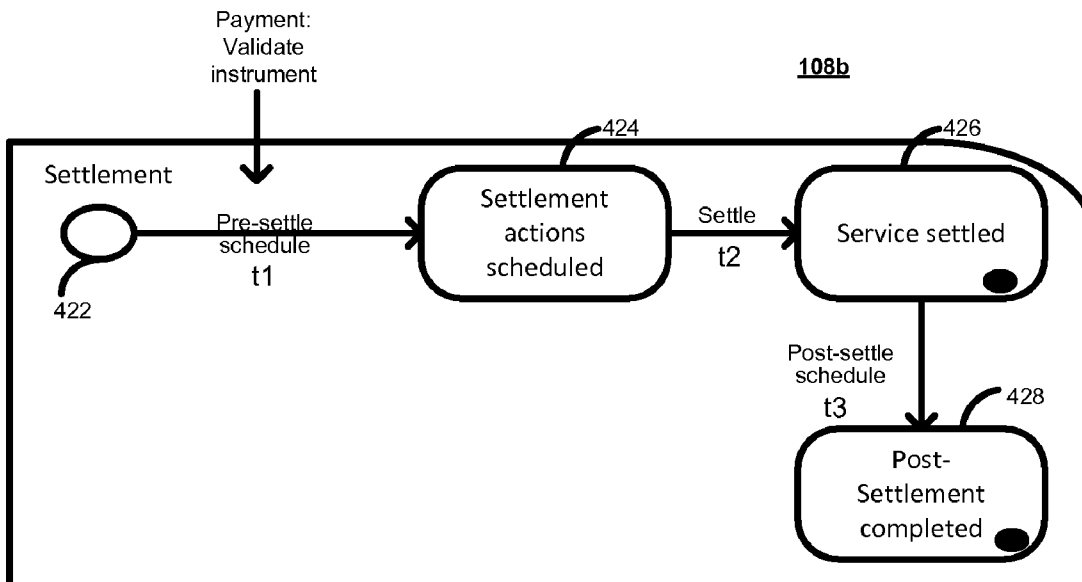 Payment:
Validate
instrument
108b
424
426
Settlement
Pre-settle
schedule
t1
422
Settlement
actions
scheduled
Settle
t2
Service settled
Post-settle
schedule
t3
428
Post-
Settlement
completed